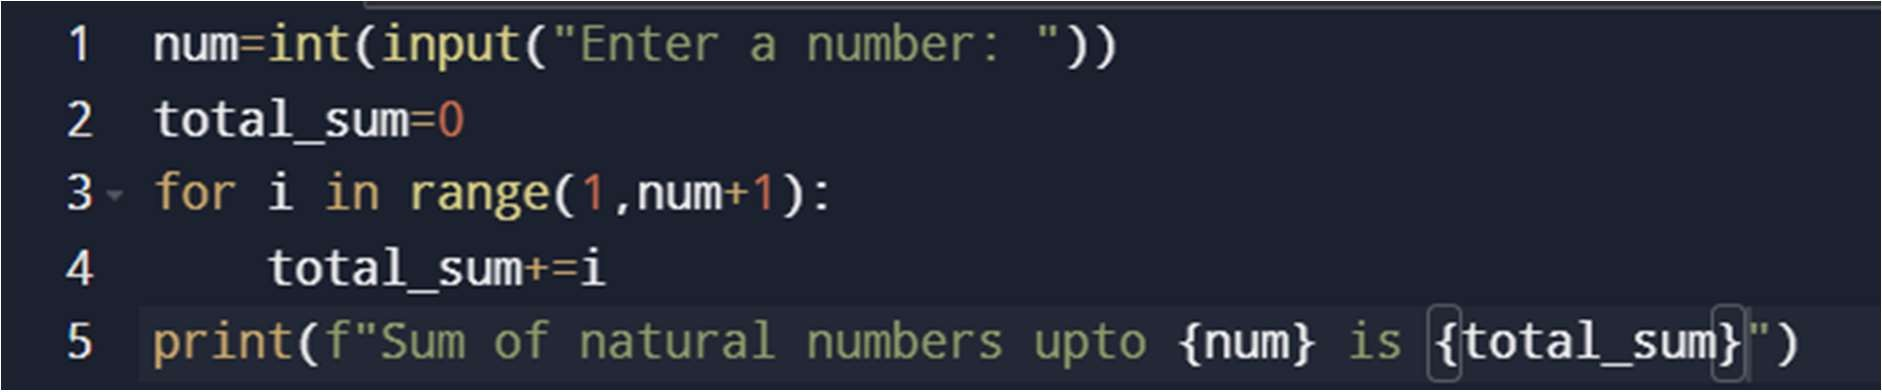 1 num=int(input("Enter a number: "))
2 total_sum=0
3 for i in range(1,num+1):
4     total_sum+=i
5 print(f"Sum of natural numbers upto {num} is {total_sum}")